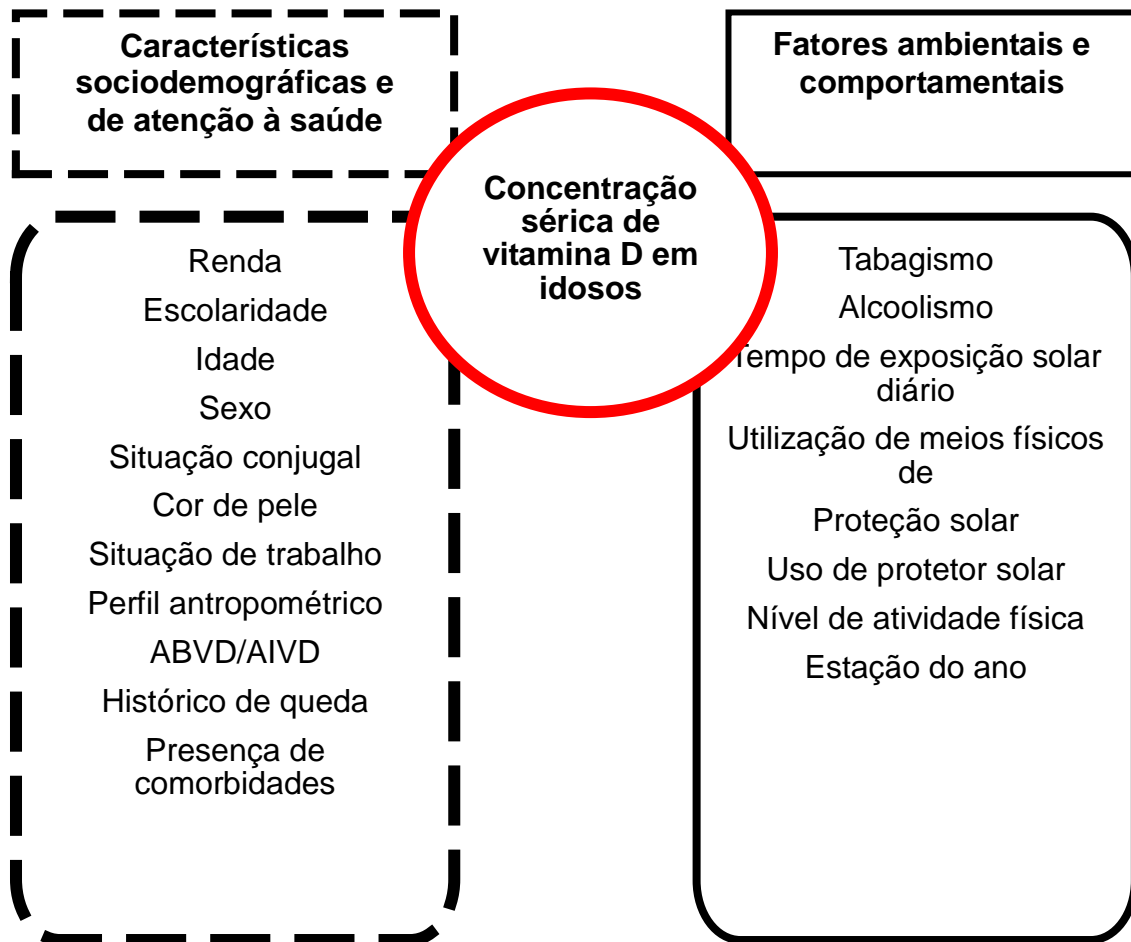 Características
sociodemográficas e
de atenção à saúde
Fatores ambientais e
comportamentais
Concentração
sérica de
vitamina D em
idosos
Renda
Escolaridade
Idade
Sexo
Situação conjugal
Cor de pele
Situação de trabalho
Perfil antropométrico
ABVD/AIVD
Histórico de queda
Presença de
comorbidades
Tabagismo
Alcoolismo
Tempo de exposição solar
diário
Utilização de meios físicos
de
Proteção solar
Uso de protetor solar
Nível de atividade física
Estação do ano